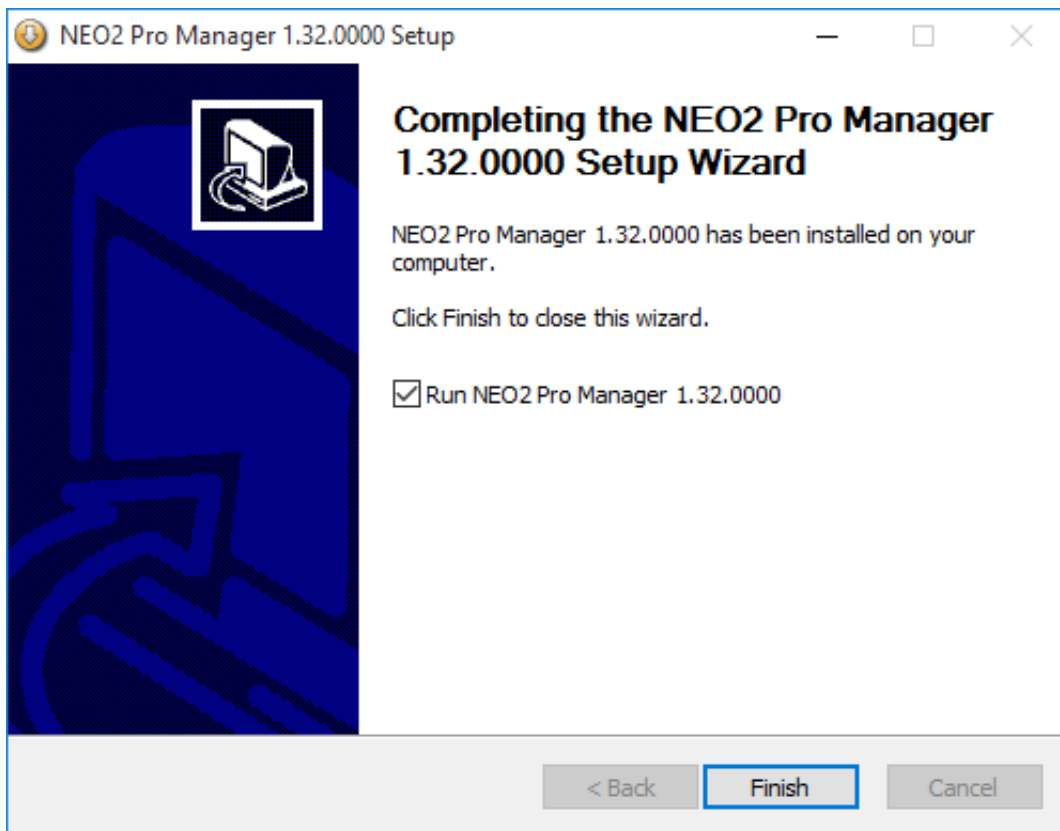 NEO2 Pro Manager 1.32.0000 Setup
Completing the NEO2 Pro Manager
1.32.0000 Setup Wizard
NEO2 Pro Manager 1.32.0000 has been installed on your
computer.
Click Finish to close this wizard.
Run NEO2 Pro Manager 1.32.0000
< Back Finish Cancel